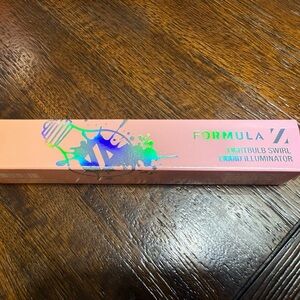 FORMULA Z
LIGHTBULB SWIRL
LIQUID ILLUMINATOR